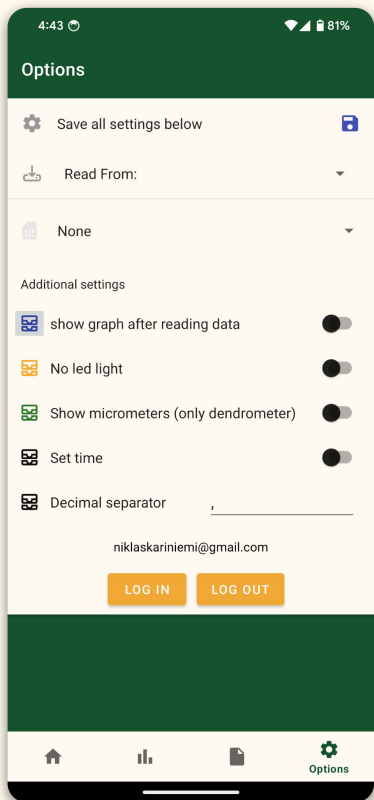 4:43 81%
Options
Save all settings below
Read From:
None
Additional settings
show graph after reading data
No led light
Show micrometers (only dendrometer)
Set time
Decimal separator ,
niklaskariniemi@gmail.com
LOG IN LOG OUT
Options